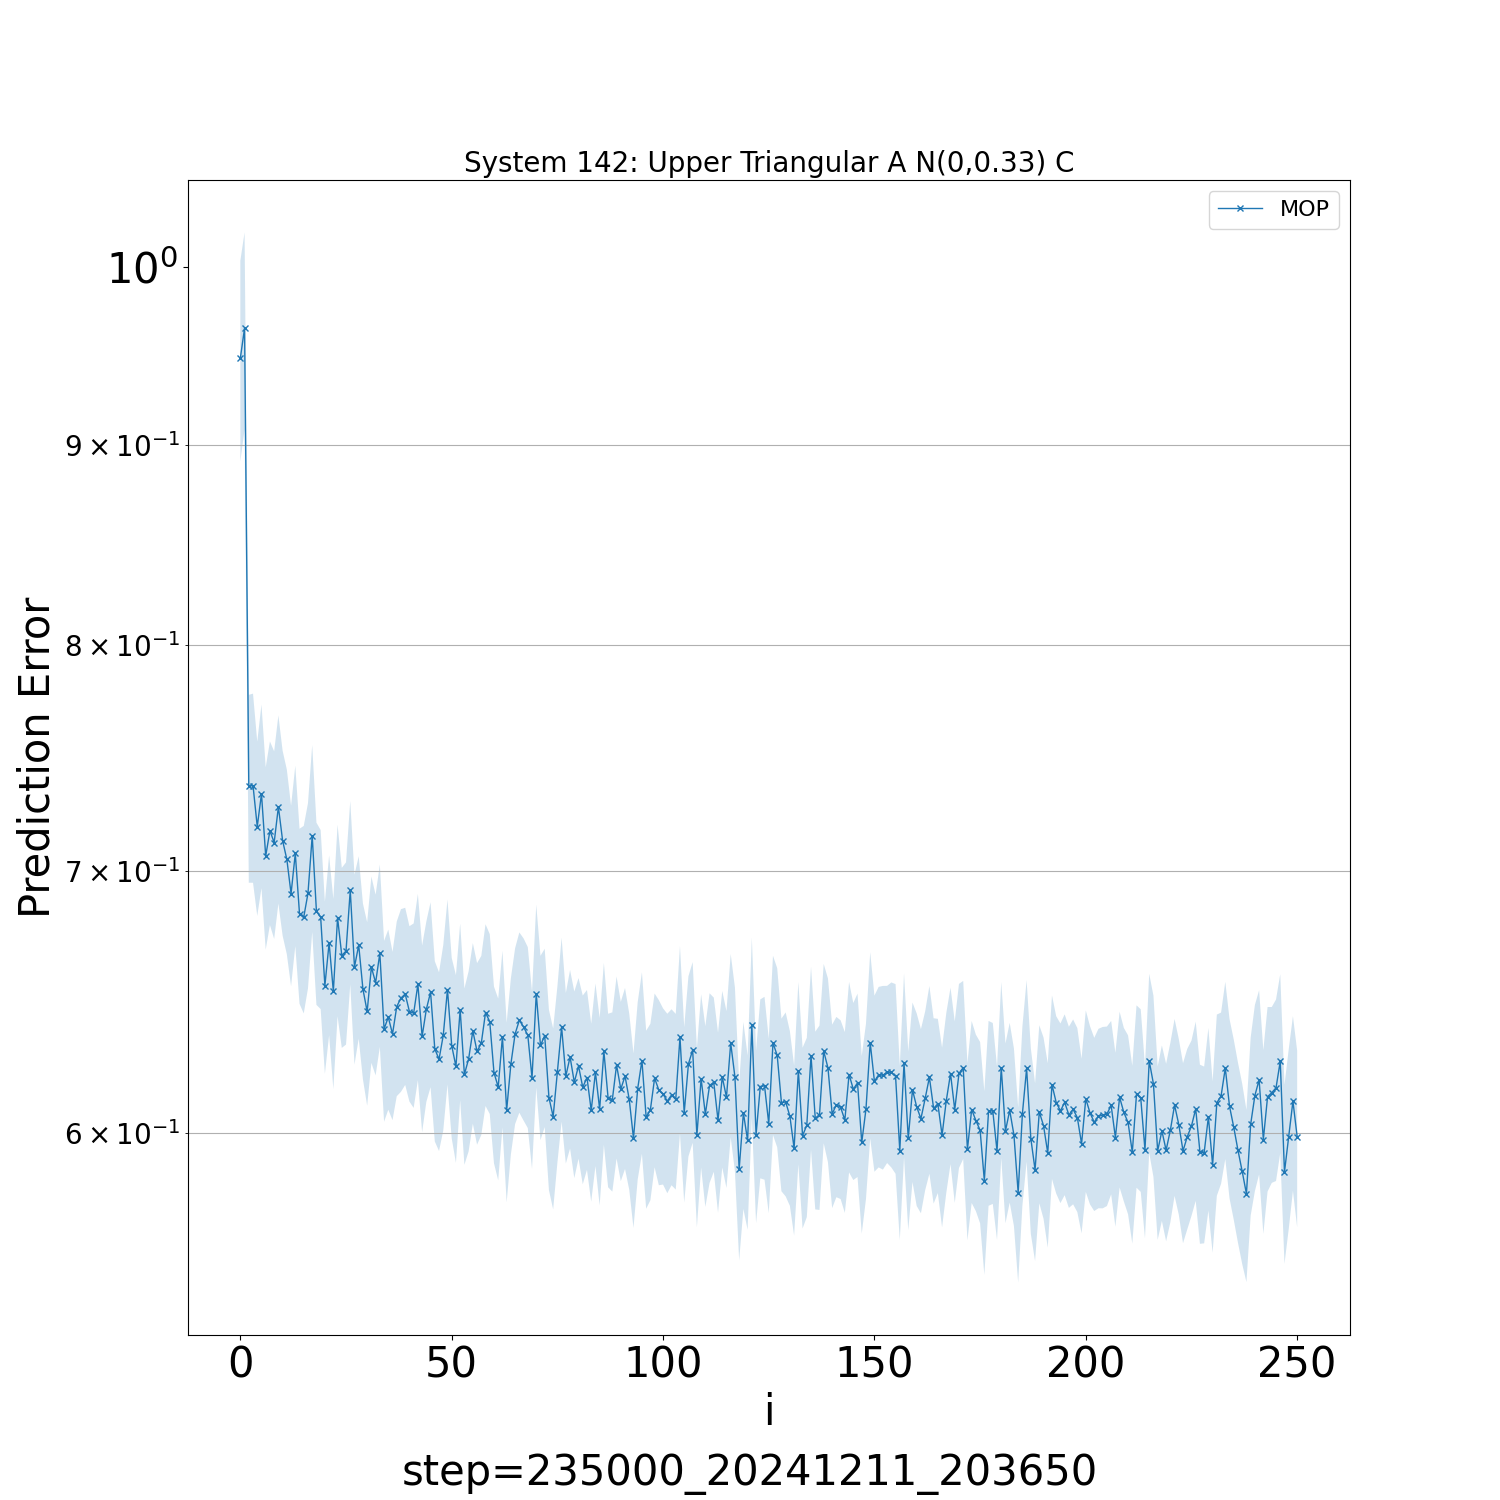 System 142: Upper Triangular A N(0,0.33) C
MOP
10⁰
9 × 10⁻¹
8 × 10⁻¹
7 × 10⁻¹
6 × 10⁻¹
Prediction Error
0 50 100 150 200 250
i
step=235000_20241211_203650